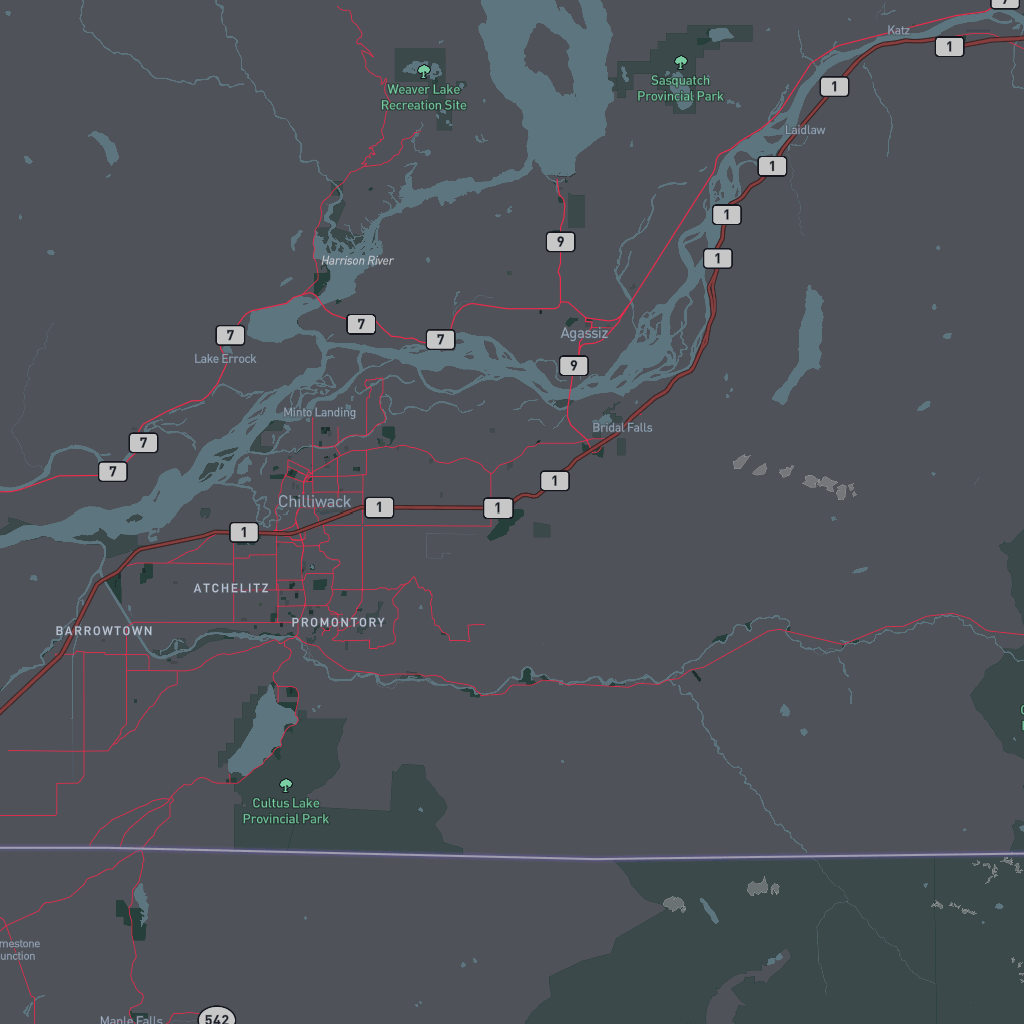 7
Katz
1
1
Weaver Lake
Recreation Site
Sasquatch
Provincial Park
Laidlaw
1
1
9
1
Harrison River
7
7
7
Agassiz
Lake Errock
9
Minto Landing
Bridal Falls
7
7
1
Chilliwack
1
1
1
ATCHELITZ
PROMONTORY
BARROWTOWN
Cultus Lake
Provincial Park
mestone
unction
Maple Falls
542